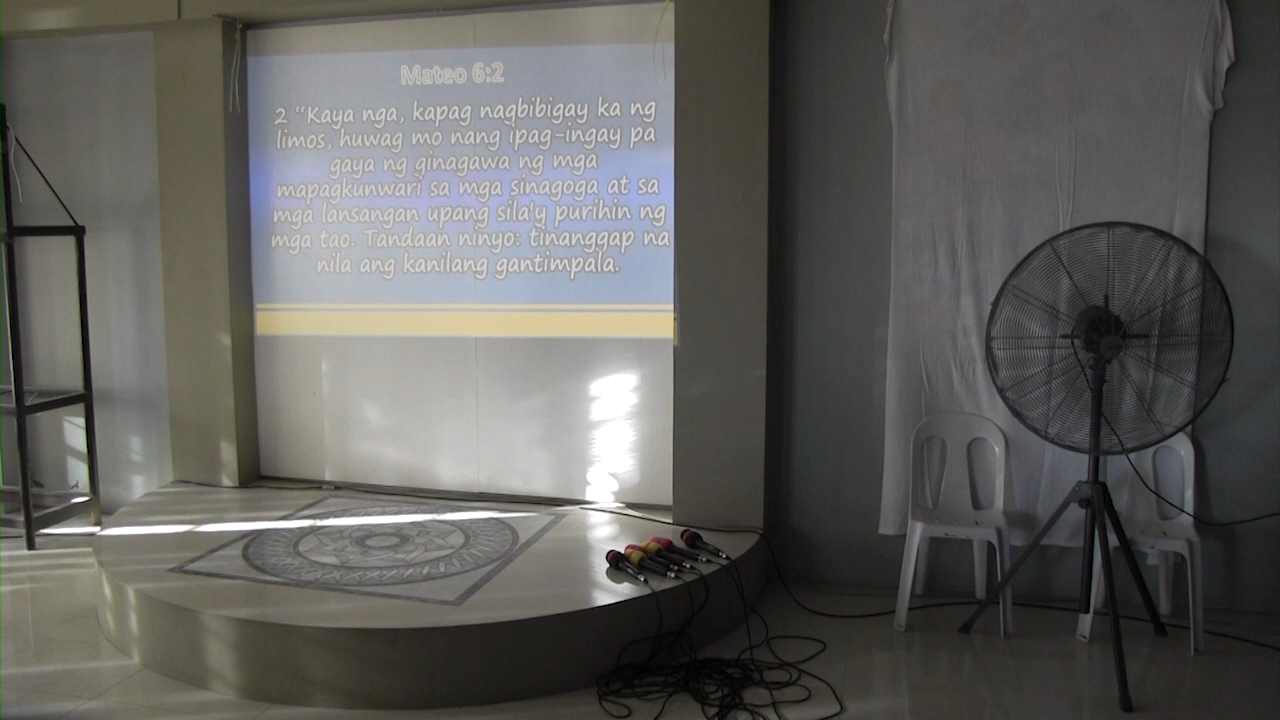 Mateo 6:2
2 “Kaya nga, kapag nagbibigay ka ng
limos, huwag mo nang ipag-ingay pa
gaya ng ginagawa ng mga
mapagkunwari sa mga sinagoga at sa
mga lansangan upang sila'y purihin ng
mga tao. Tandaan ninyo: tinanggap na
nila ang kanilang gantimpala.